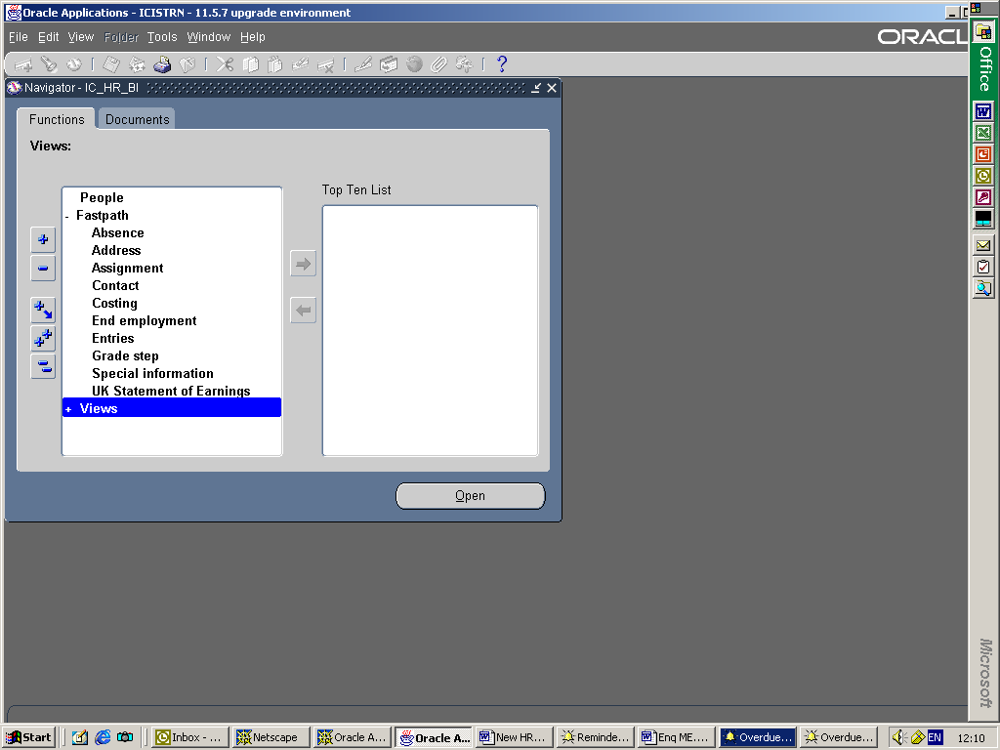 Oracle Applications - ICISTRN - 11.5.7 upgrade environment
File Edit View Folder Tools Window Help
ORACL
Navigator - IC_HR_BI
Functions Documents
Views:
Top Ten List
People
- Fastpath
Absence
Address
Assignment
Contact
Costing
End employment
Entries
Grade step
Special information
UK Statement of Earnings
+ Views
Open
Office
Microsoft
Start Inbox - ... Netscape Oracle A... Oracle A... New HR... Reminde... Enq ME... Overdue... Overdue... EN 12:10